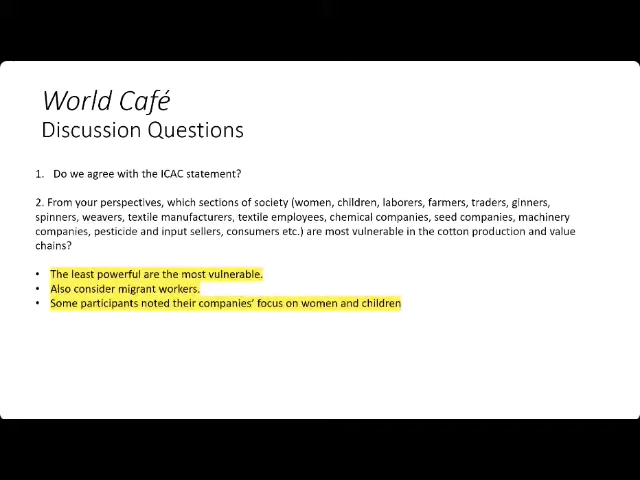 World Café
Discussion Questions
1. Do we agree with the ICAC statement?
2. From your perspectives, which sections of society (women, children, laborers, farmers, traders, ginners,
spinners, weavers, textile manufacturers, textile employees, chemical companies, seed companies, machinery
companies, pesticide and input sellers, consumers etc.) are most vulnerable in the cotton production and value
chains?
• The least powerful are the most vulnerable.
• Also consider migrant workers.
• Some participants noted their companies' focus on women and children